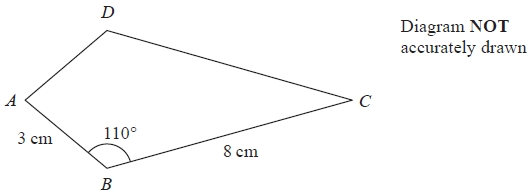 D
Diagram NOT
accurately drawn
A
C
3 cm
110°
8 cm
B